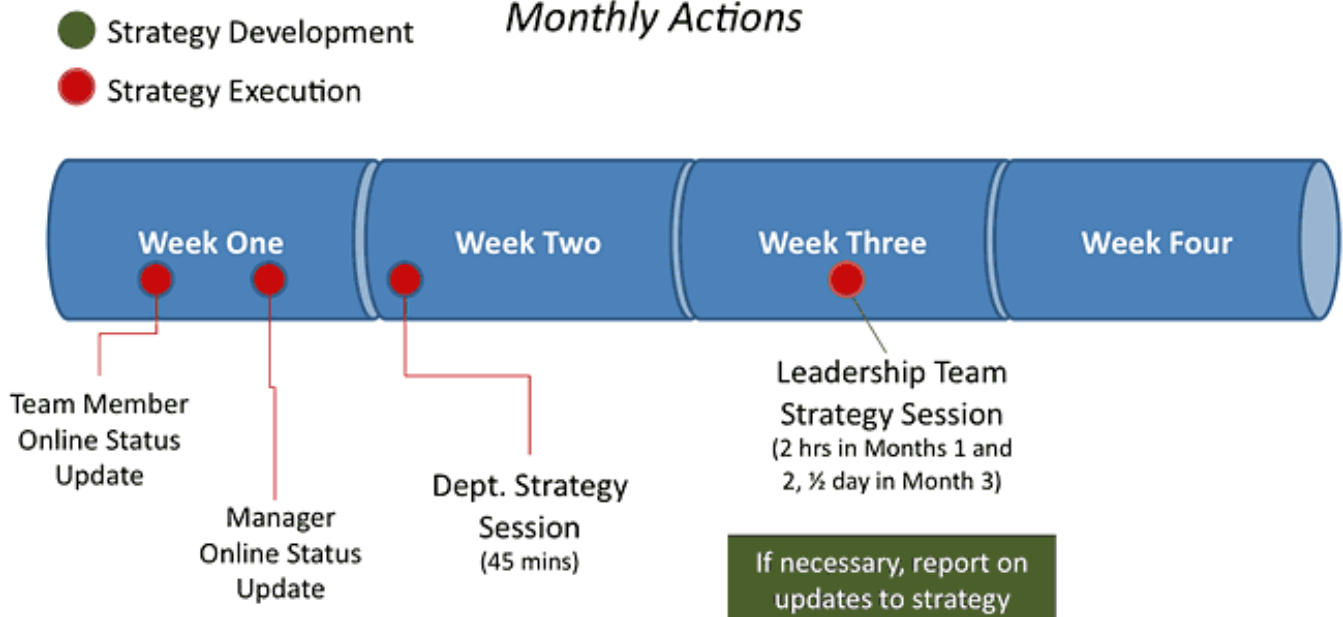 Monthly Actions
Strategy Development
Strategy Execution
Week One
Week Two
Week Three
Week Four
Team Member
Online Status
Update
Manager
Online Status
Update
Dept. Strategy
Session
(45 mins)
Leadership Team
Strategy Session
(2 hrs in Months 1 and
2, ½ day in Month 3)
If necessary, report on
updates to strategy